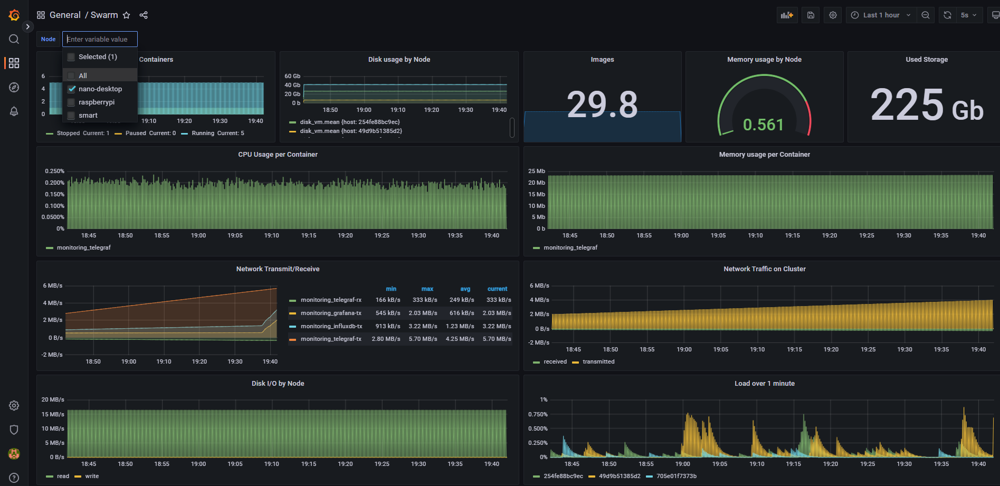 General / Swarm
Last 1 hour
5s
Node
Enter variable value
Selected (1)
All
nano-desktop
raspberrypi
smart
Containers
6
4
2
0
19:10
19:20
19:30
19:40
Stopped Current: 1 Paused Current: 0 Running Current: 5
Disk usage by Node
60 Gb
40 Gb
20 Gb
0 b
18:50 19:00 19:10 19:20 19:30 19:40
disk_vm.mean {host: 254fe88bc9ec}
disk_vm.mean {host: 49d9b51385d2}
Images
29.8
Memory usage by Node
0.561
Used Storage
225 Gb
CPU Usage per Container
0.250%
0.200%
0.150%
0.100%
0.0500%
0%
18:45 18:50 18:55 19:00 19:05 19:10 19:15 19:20 19:25 19:30 19:35 19:40
monitoring_telegraf
Memory usage per Container
25 Mb
20 Mb
15 Mb
10 Mb
5 Mb
0 b
18:45 18:50 18:55 19:00 19:05 19:10 19:15 19:20 19:25 19:30 19:35 19:40
monitoring_telegraf
Network Transmit/Receive
6 MB/s
4 MB/s
2 MB/s
0 B/s
-2 MB/s
18:50 19:00 19:10 19:20 19:30 19:40
min max avg current
monitoring_telegraf-rx 166 kB/s 333 kB/s 249 kB/s 333 kB/s
monitoring_grafana-tx 545 kB/s 2.03 MB/s 616 kB/s 2.03 MB/s
monitoring_influxdb-tx 913 kB/s 3.22 MB/s 1.23 MB/s 3.22 MB/s
monitoring_telegraf-tx 2.80 MB/s 5.70 MB/s 4.25 MB/s 5.70 MB/s
Network Traffic on Cluster
6 MB/s
4 MB/s
2 MB/s
0 B/s
-2 MB/s
18:45 18:50 18:55 19:00 19:05 19:10 19:15 19:20 19:25 19:30 19:35 19:40
received transmitted
Disk I/O by Node
20 MB/s
15 MB/s
10 MB/s
5 MB/s
0 B/s
18:45 18:50 18:55 19:00 19:05 19:10 19:15 19:20 19:25 19:30 19:35 19:40
read write
Load over 1 minute
1%
0.750%
0.500%
0.250%
0%
18:45 18:50 18:55 19:00 19:05 19:10 19:15 19:20 19:25 19:30 19:35 19:40
254fe88bc9ec 49d9b51385d2 705e01f7373b